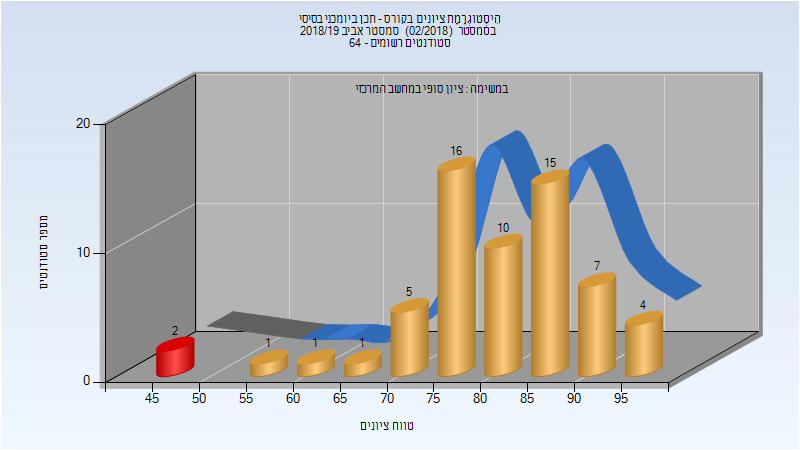 היסטוגרמת ציונים בקורס - תכן ביומכני בסיסי
בסמסטר (02/2018) סמסטר אביב 2018/19
סטודנטים רשומים - 64
במשימה : ציון סופי במחשב המרכזי
מספר סטודנטים
20
10
0
2
1
1
1
5
16
10
15
7
4
45 50 55 60 65 70 75 80 85 90 95
טווח ציונים